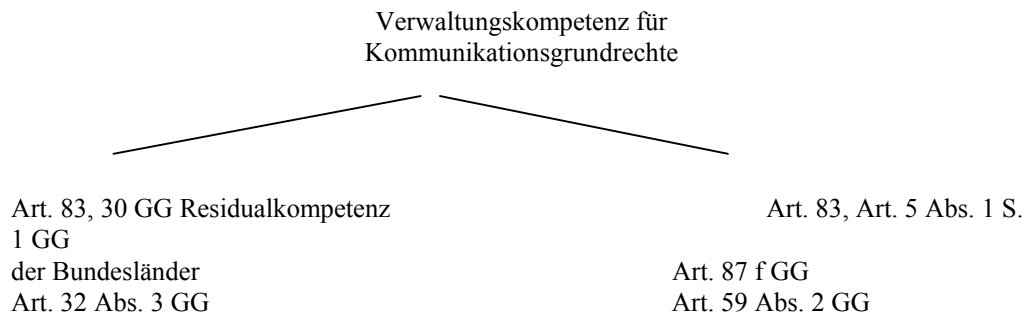 Verwaltungskompetenz für
Kommunikationsgrundrechte
Art. 83, 30 GG Residualkompetenz Art. 83, Art. 5 Abs. 1 S.
1 GG
der Bundesländer Art. 87 f GG
Art. 32 Abs. 3 GG Art. 59 Abs. 2 GG